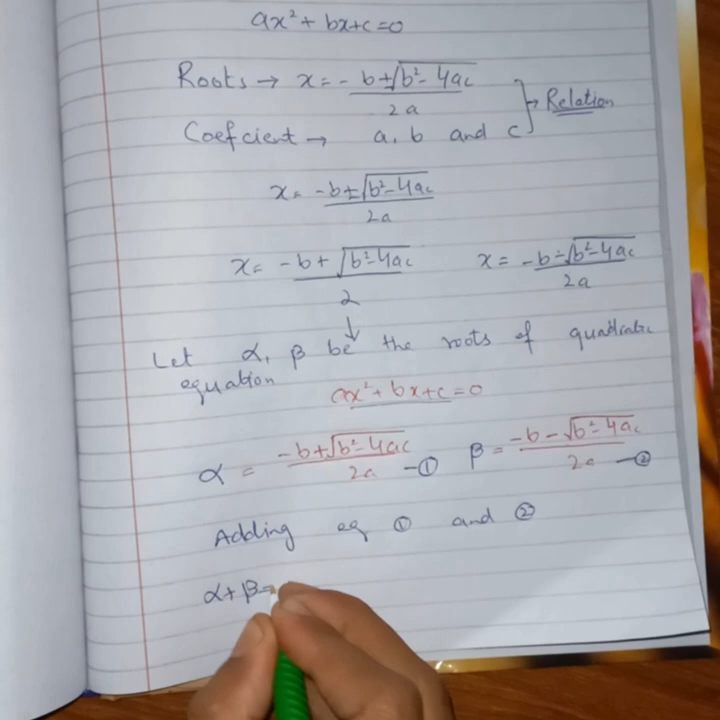 ax² + bx + c = 0
Roots → x = - b ± √b² - 4ac / 2a
Coefcient → a, b and c } → Relation
x = -b ± √b² - 4ac / 2a
x = -b + √b² - 4ac / 2 x = -b - √b² - 4ac / 2a
↓
Let α, β be the roots of quadratic
equation
ax² + bx + c = 0
α = -b + √b² - 4ac / 2a —① β = -b - √b² - 4ac / 2a —②
Adding eq ① and ②
α + β =